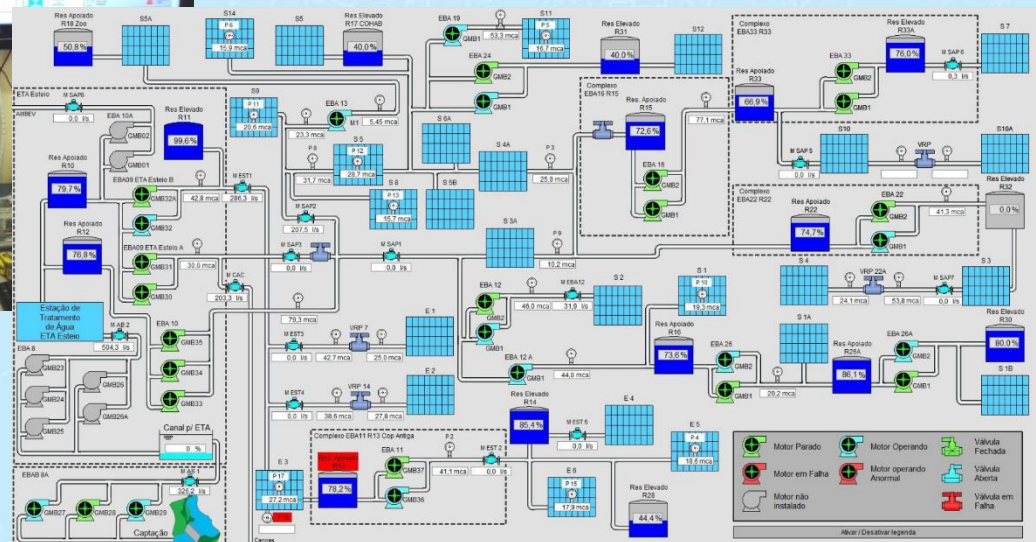 Res Apoiado
R18 Zoo
50,8%
S5A
S14
P 6
15,9 mca
S5
Res Elevado
R17 COHAB
40,0%
EBA 19
GMB1
53,3 mca
S11
P 5
16,7 mca
Res Elevado
R31
40,0%
S12
EBA 24
GMB2
GMB1
Complexo
EBA33 R33
Res Elevado
R33A
76,0%
S 7
EBA 33
GMB2
GMB1
M SAP 6
0,3 l/s
Res Apoiado
R33
66,9%
ETA Esteio
M SAP6
AMBEV
0,0 l/s
EBA 10A
GMB02
GMB01
Res Elevado
R11
99,6%
S9
P 11
20,6 mca
EBA 13
M1
23,3 mca
5,45 mca
Complexo
EBA16 R15
Res. Apoiado
R15
72,6%
77,1 mca
S 6A
S 4A
S 5B
P 8
31,7 mca
P 12
28,7 mca
S 8
P 13
15,7 mca
P 3
25,9 mca
GMB2
GMB1
S10
S10A
M SAP 5
0,0 l/s
VRP
Res Apoiado
R10
79,7%
EBA09 ETA Esteio B
GMB32A
GMB32
42,8 mca
M EST1
286,3 l/s
M SAP2
207,5 l/s
Complexo
EBA22 R22
Res Apoiado
R22
74,7%
EBA 22
GMB2
GMB1
41,3 mca
Res Elevado
R32
0,0%
Res Apoiado
R12
76,8%
EBA09 ETA Esteio A
GMB31
GMB30
30,0 mca
M SAP3
0,0 l/s
M SAP1
0,0 l/s
S 3A
P 9
10,2 mca
M CAC
203,3 l/s
79,3 mca
S 4
VRP 22A
24,1 mca
53,8 mca
M SAP7
0,0 l/s
S 3
Estação de
Tratamento
de Água
ETA Esteio
M AB 2
504,3 l/s
EBA 10
GMB35
GMB34
GMB33
EBA 12
GMB2
GMB1
46,0 mca
M EBA12
31,9 l/s
S 2
S 1
P 10
19,3 mca
S 1A
Res Elevado
R30
80,0%
M EST3
0,0 l/s
VRP 7
42,7 mca
25,0 mca
E 1
EBA 12 A
GMB1
44,8 mca
Res Apoiado
R16
73,6%
EBA 26
GMB2
GMB1
29,2 mca
Res Apoiado
R26A
86,1%
EBA 26A
GMB2
GMB1
S 1B
GMB23
GMB24
GMB25
GMB26
GMB26A
M EST4
0,0 l/s
VRP 14
38,6 mca
27,8 mca
E 2
Res Elevado
R14
85,4%
M EST 5
0,0 l/s
E 4
E 5
P 4
18,6 mca
Canal p/ ETA
0 %
Complexo EBA11 R13 Cop Antiga
EBA 11
GMB37
GMB36
78,2%
P 2
41,1 mca
M EST 2
0,0 l/s
E 3
P 17
27,2 mca
E 6
P 15
17,9 mca
Res Elevado
R28
44,4%
EBAB 8A
GMB27
GMB28
GMB29
M AB 1
326,2 l/s
Captação
Motor Parado
Motor Operando
Válvula
Fechada
Motor em Falha
Motor operando
Anormal
Válvula
Aberta
Motor não
instalado
Válvula em
Falha
Ativar / Desativar legenda